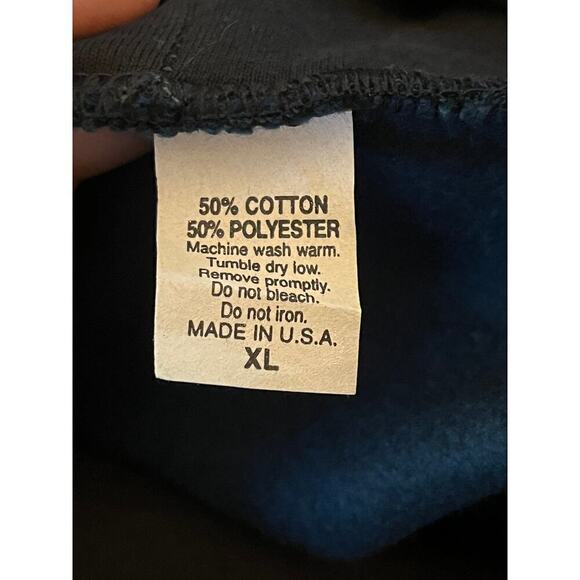 50% COTTON
50% POLYESTER
Machine wash warm.
Tumble dry low.
Remove promptly.
Do not bleach.
Do not iron.
MADE IN U.S.A.
XL